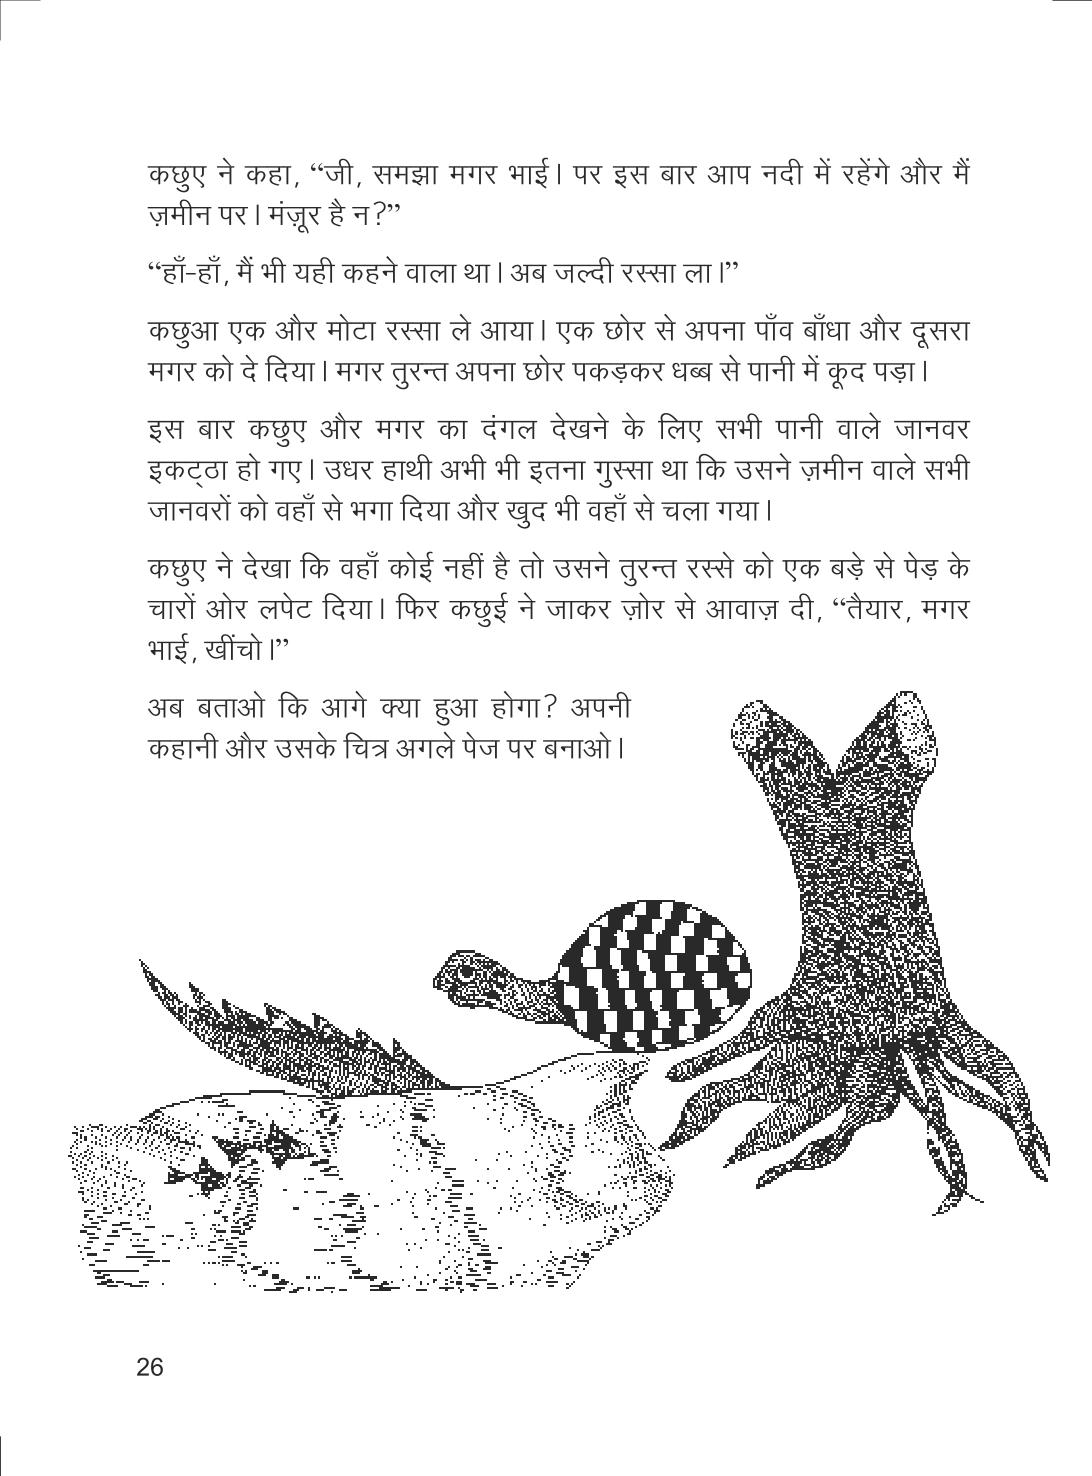 कछुए ने कहा, “जी, समझा मगर भाई। पर इस बार आप नदी में रहेंगे और मैं
ज़मीन पर। मंज़ूर है न?”
“हाँ-हाँ, मैं भी यही कहने वाला था। अब जल्दी रस्सा ला।”
कछुआ एक और मोटा रस्सा ले आया। एक छोर से अपना पाँव बाँधा और दूसरा
मगर को दे दिया। मगर तुरन्त अपना छोर पकड़कर धब्ब से पानी में कूद पड़ा।
इस बार कछुए और मगर का दंगल देखने के लिए सभी पानी वाले जानवर
इकट्ठा हो गए। उधर हाथी अभी भी इतना गुस्सा था कि उसने ज़मीन वाले सभी
जानवरों को वहाँ से भगा दिया और खुद भी वहाँ से चला गया।
कछुए ने देखा कि वहाँ कोई नहीं है तो उसने तुरन्त रस्से को एक बड़े से पेड़ के
चारों ओर लपेट दिया। फिर कछुई ने जाकर ज़ोर से आवाज़ दी, “तैयार, मगर
भाई, खींचो।”
अब बताओ कि आगे क्या हुआ होगा? अपनी
कहानी और उसके चित्र अगले पेज पर बनाओ।
26